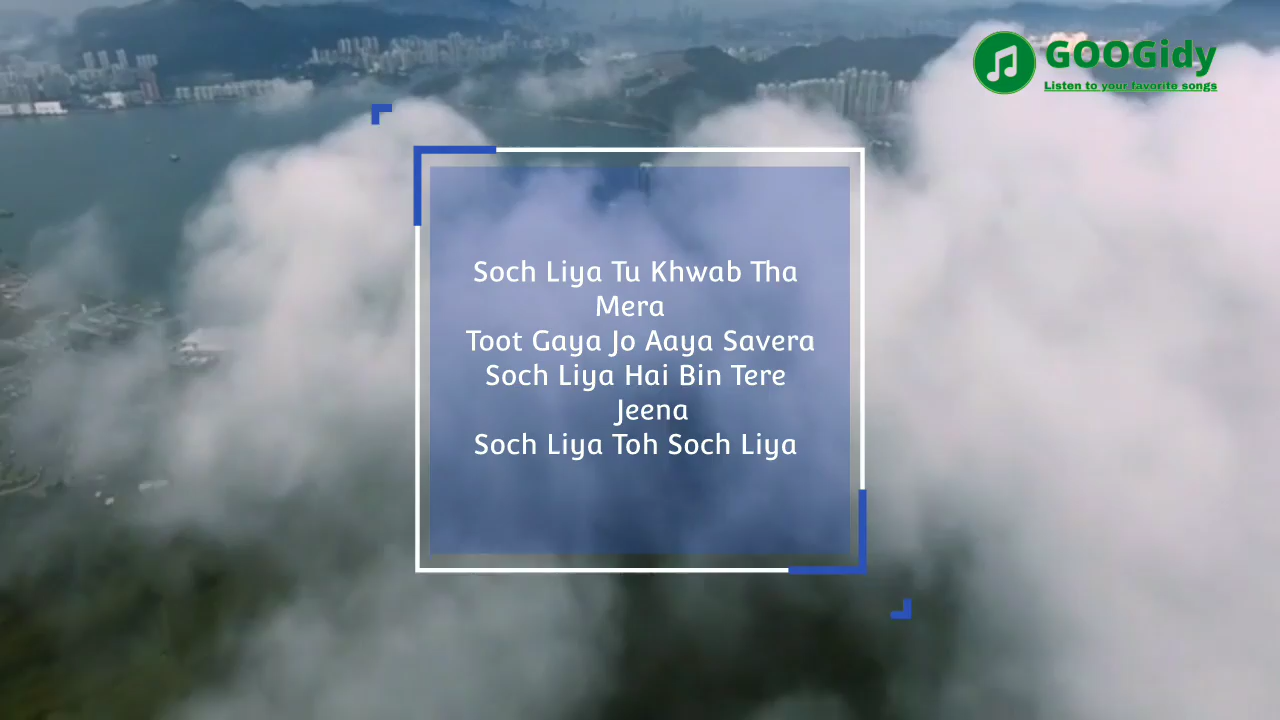 GOOGidy
Listen to your favorite songs
Soch Liya Tu Khwab Tha
Mera
Toot Gaya Jo Aaya Savera
Soch Liya Hai Bin Tere
Jeena
Soch Liya Toh Soch Liya